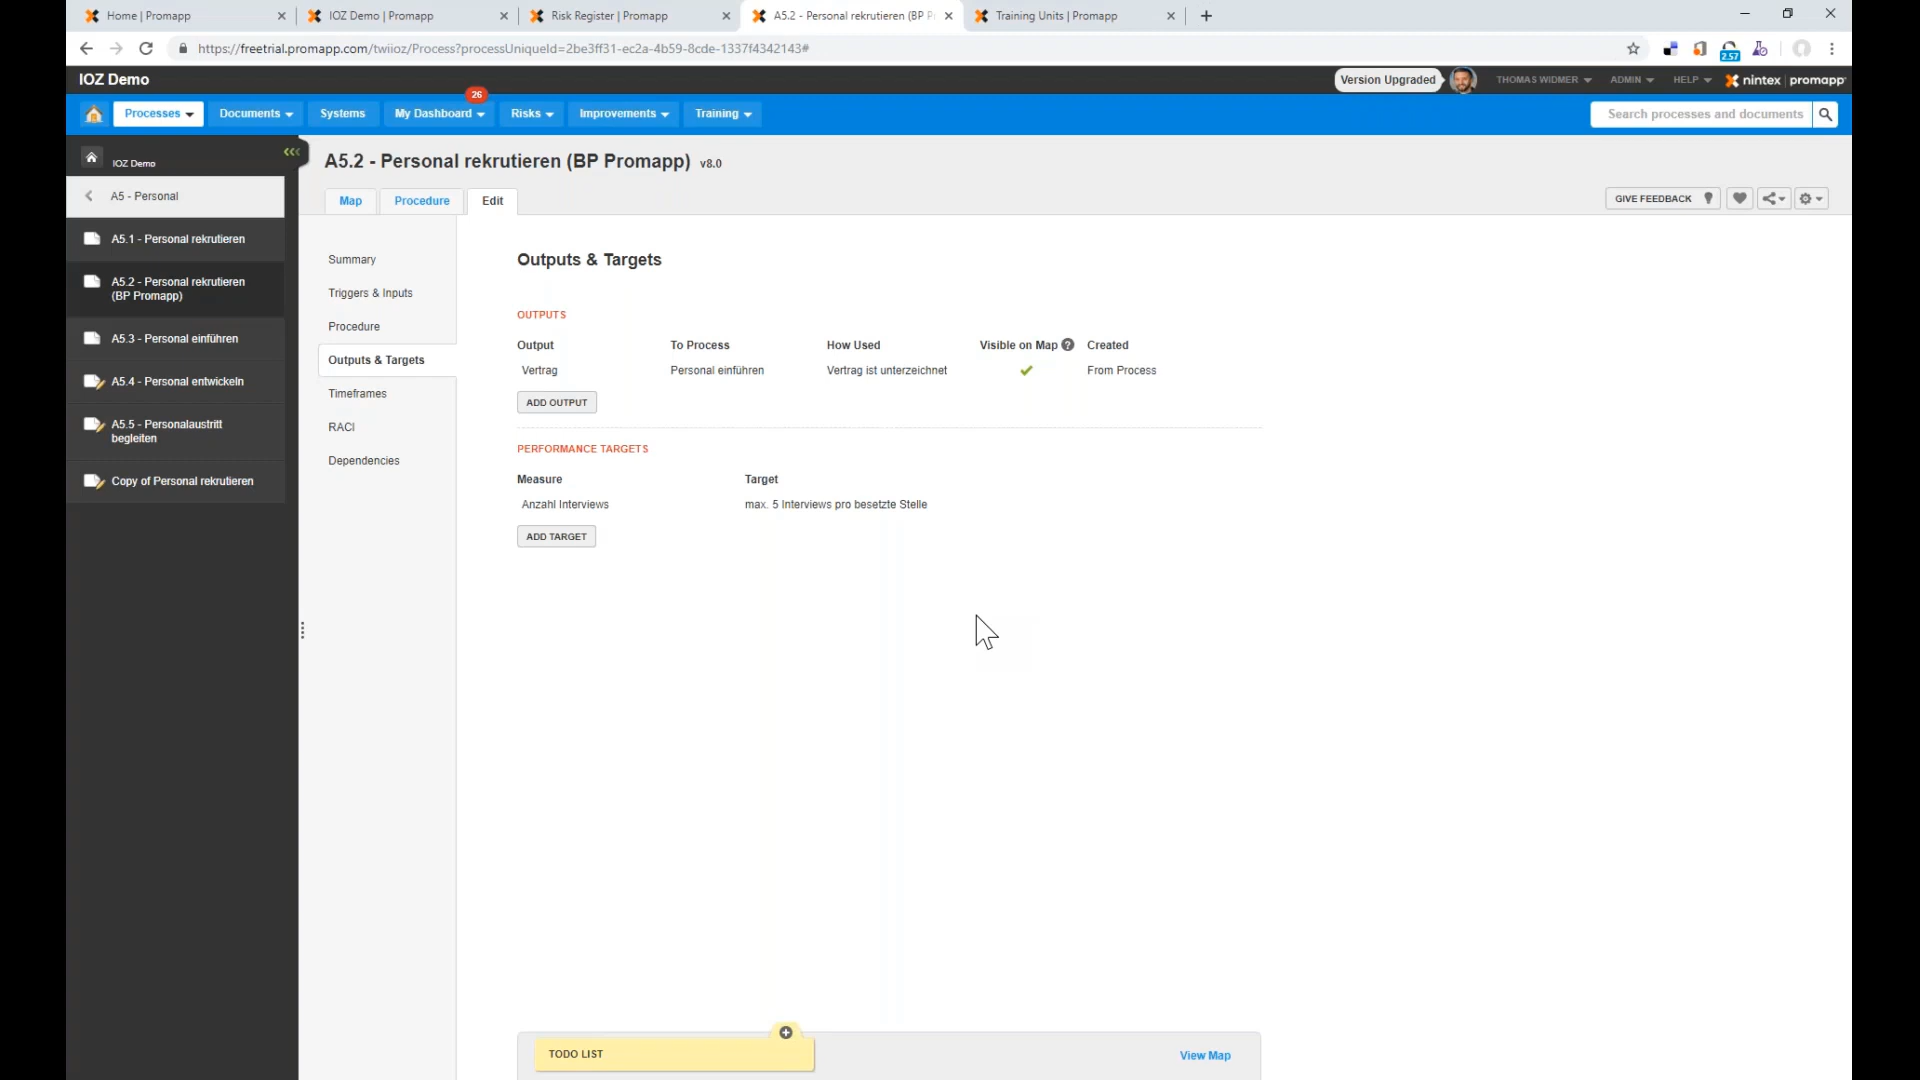 Home | Promapp
IOZ Demo | Promapp
Risk Register | Promapp
A5.2 - Personal rekrutieren (BP P
Training Units | Promapp
https://freetrial.promapp.com/twiioz/Process?processUniqueId=2be3ff31-ec2a-4b59-8cde-1337f4342143#
2.57
IOZ Demo
Version Upgraded
THOMAS WIDMER
ADMIN
HELP
nintex | promapp
26
Processes
Documents
Systems
My Dashboard
Risks
Improvements
Training
Search processes and documents
IOZ Demo
A5 - Personal
A5.1 - Personal rekrutieren
A5.2 - Personal rekrutieren
(BP Promapp)
A5.3 - Personal einführen
A5.4 - Personal entwickeln
A5.5 - Personalaustritt
begleiten
Copy of Personal rekrutieren
A5.2 - Personal rekrutieren (BP Promapp) v8.0
Map
Procedure
Edit
GIVE FEEDBACK
Summary
Triggers & Inputs
Procedure
Outputs & Targets
Timeframes
RACI
Dependencies
Outputs & Targets
OUTPUTS
Output To Process How Used Visible on Map ? Created
Vertrag Personal einführen Vertrag ist unterzeichnet From Process
ADD OUTPUT
PERFORMANCE TARGETS
Measure Target
Anzahl Interviews max. 5 Interviews pro besetzte Stelle
ADD TARGET
TODO LIST
View Map